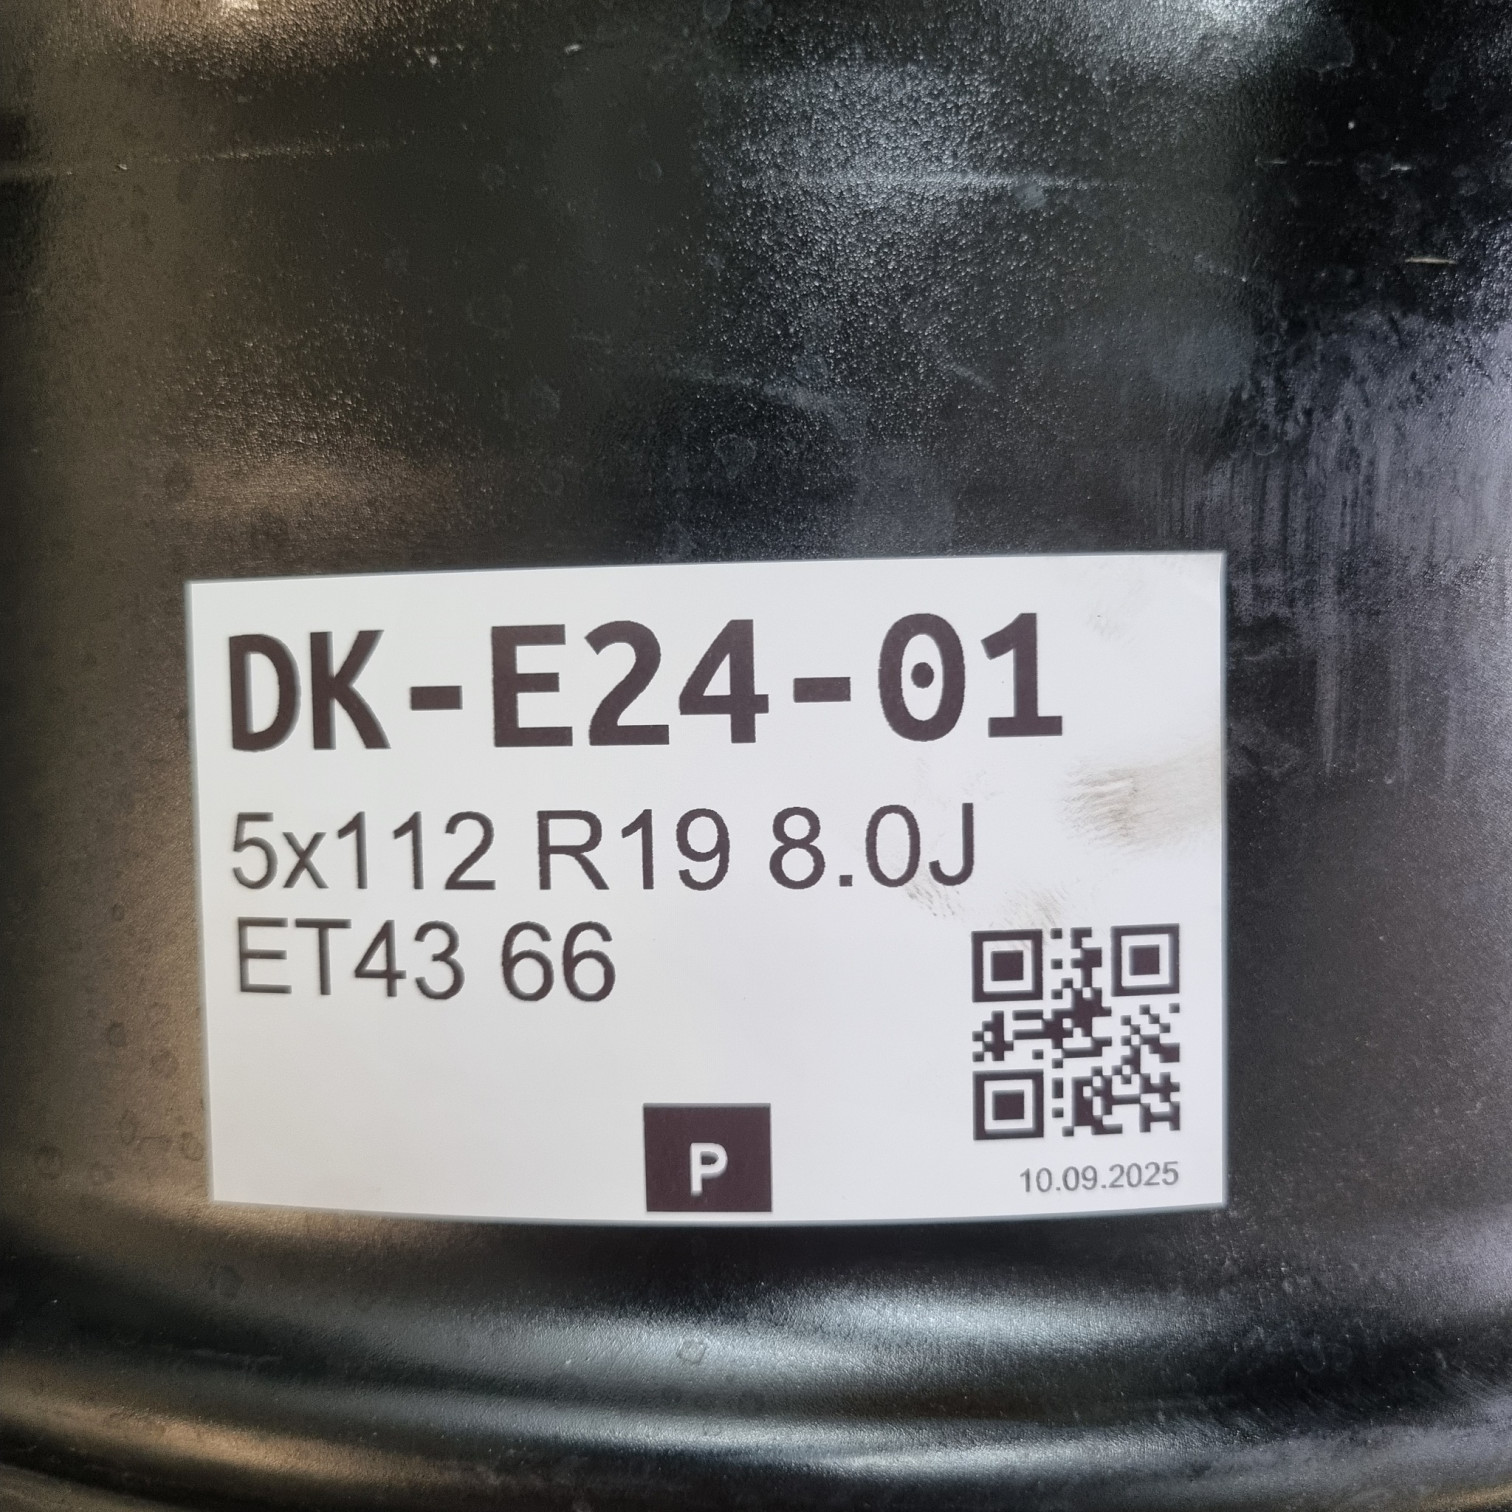 DK-E24-01
5x112 R19 8.0J
ET43 66
P
10.09.2025